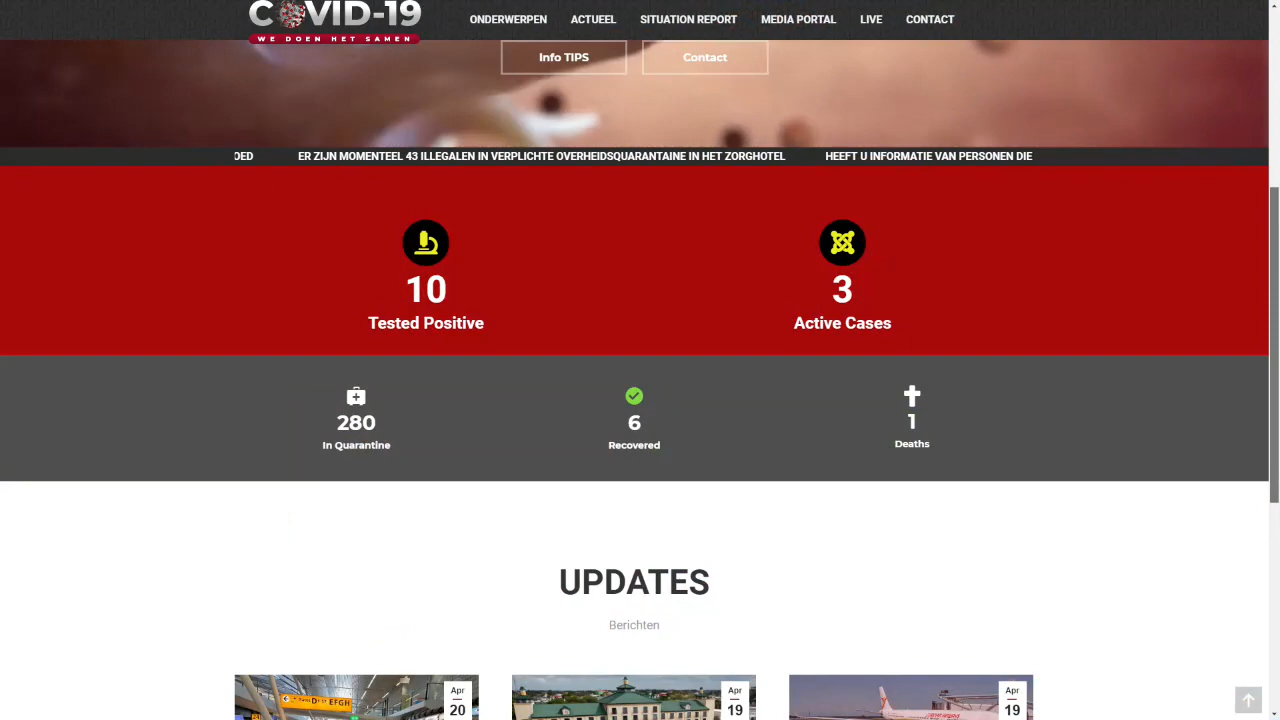 COVID-19
WE DOEN HET SAMEN
ONDERWERPEN ACTUEEL SITUATION REPORT MEDIA PORTAL LIVE CONTACT
Info TIPS Contact
OED ER ZIJN MOMENTEEL 43 ILLEGALEN IN VERPLICHTE OVERHEIDSQUARANTAINE IN HET ZORGHOTEL HEEFT U INFORMATIE VAN PERSONEN DIE
10 3
Tested Positive Active Cases
280 6 1
In Quarantine Recovered Deaths
UPDATES
Berichten
Apr Apr Apr
20 19 19
EFGH